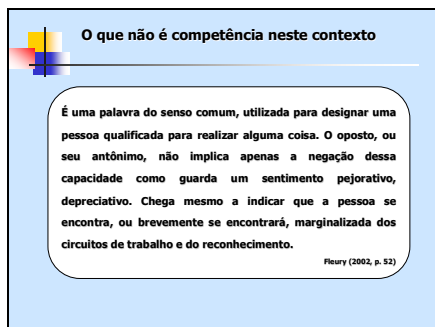 O que não é competência neste contexto
É uma palavra do senso comum, utilizada para designar uma
pessoa qualificada para realizar alguma coisa. O oposto, ou
seu antônimo, não implica apenas a negação dessa
capacidade como guarda um sentimento pejorativo,
depreciativo. Chega mesmo a indicar que a pessoa se
encontra, ou brevemente se encontrará, marginalizada dos
circuitos de trabalho e do reconhecimento.
Fleury (2002, p. 52)